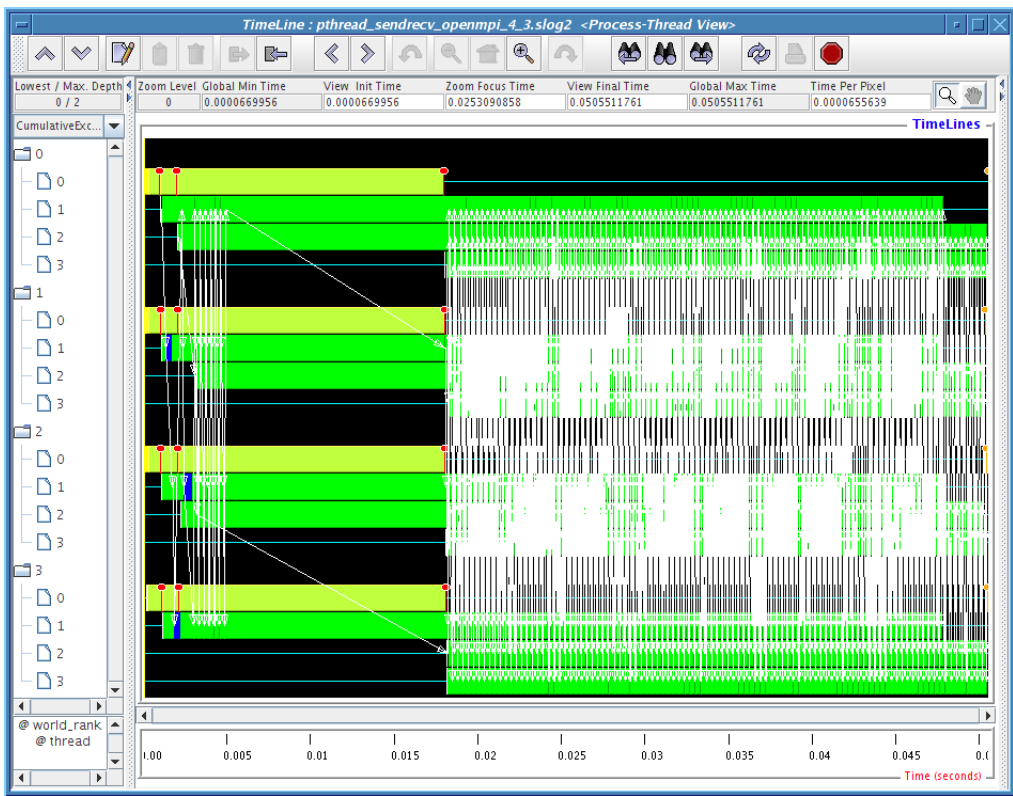 TimeLine : pthread_sendrecv_openmpi_4_3.slog2 <Process-Thread View>
Lowest / Max. Depth Zoom Level Global Min Time View Init Time Zoom Focus Time View Final Time Global Max Time Time Per Pixel
0 / 2 0 0.0000669956 0.0000669956 0.0253090858 0.0505511761 0.0505511761 0.0000655639
CumulativeExc...
TimeLines
0
0
1
2
3
1
0
1
2
3
2
0
1
2
3
3
0
1
2
3
@ world_rank
@ thread
0.005 0.01 0.015 0.02 0.025 0.03 0.035 0.04 0.045
Time (seconds)